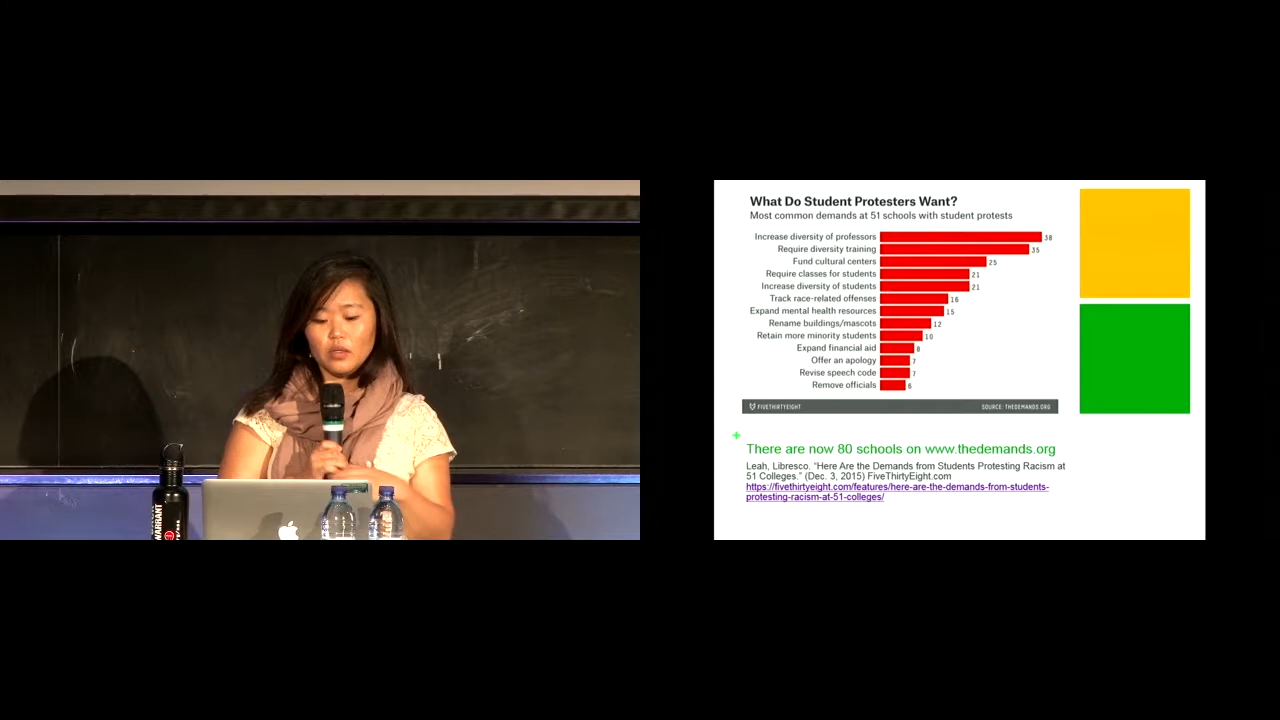 WARRANT
What Do Student Protesters Want?
Most common demands at 51 schools with student protests
Increase diversity of professors 38
Require diversity training 35
Fund cultural centers 25
Require classes for students 21
Increase diversity of students 21
Track race-related offenses 16
Expand mental health resources 15
Rename buildings/mascots 12
Retain more minority students 10
Expand financial aid 8
Offer an apology 7
Revise speech code 7
Remove officials 6
FIVETHIRTYEIGHT SOURCE: THEDEMANDS.ORG
+
There are now 80 schools on www.thedemands.org
Leah, Libresco. “Here Are the Demands from Students Protesting Racism at
51 Colleges.” (Dec. 3, 2015) FiveThirtyEight.com
https://fivethirtyeight.com/features/here-are-the-demands-from-students-
protesting-racism-at-51-colleges/